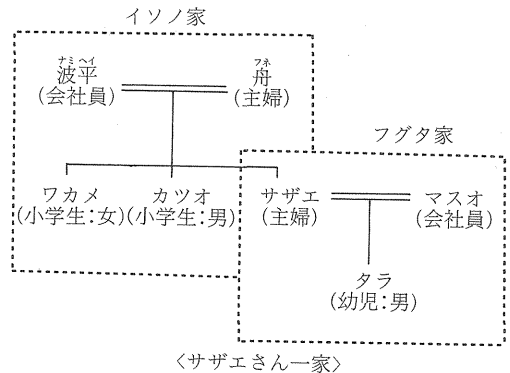 イソノ家
ナミ ヘイ
波平
(会社員)
フネ
舟
(主婦)
フグタ家
ワカメ
(小学生:女)
カツオ
(小学生:男)
サザエ
(主婦)
マスオ
(会社員)
タラ
(幼児:男)
〈サザエさん一家〉